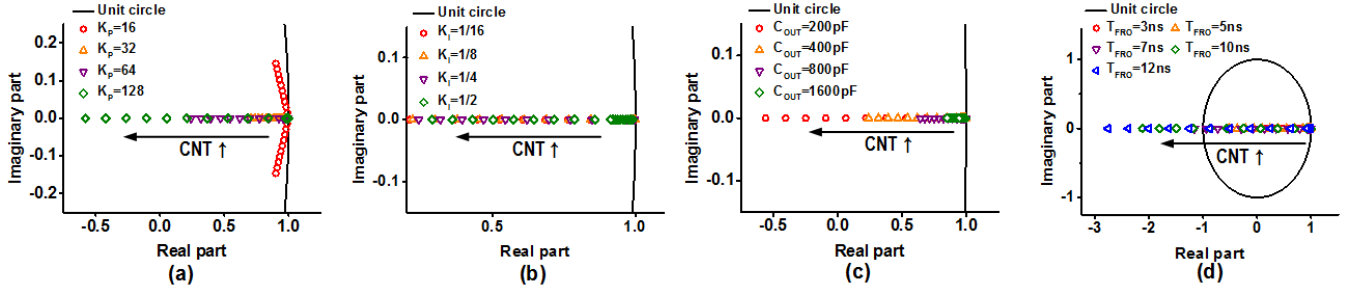 Unit circle
K_P=16
K_P=32
K_P=64
K_P=128
CNT ↑
Imaginary part
0.2
0.1
0.0
-0.1
-0.2
-0.5
0.0
0.5
1.0
Real part
(a)
Unit circle
K_I=1/16
K_I=1/8
K_I=1/4
K_I=1/2
CNT ↑
Imaginary part
0.1
0.0
-0.1
0.5
1.0
Real part
(b)
Unit circle
C_OUT=200pF
C_OUT=400pF
C_OUT=800pF
C_OUT=1600pF
CNT ↑
Imaginary part
0.1
0.0
-0.1
-0.5
0.0
0.5
1.0
Real part
(c)
Unit circle
T_FRO=3ns T_FRO=5ns
T_FRO=7ns T_FRO=10ns
T_FRO=12ns
CNT ↑
Imaginary part
1
0
-1
-3
-2
-1
0
1
Real part
(d)